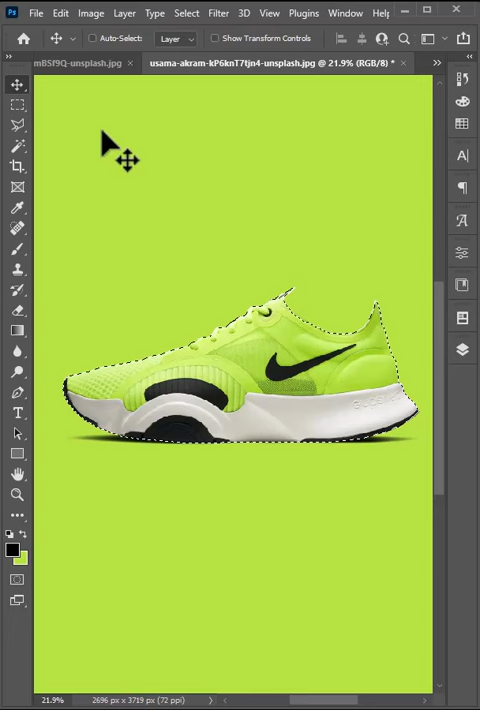 Ps File Edit Image Layer Type Select Filter 3D View Plugins Window Help
Auto-Select: Layer Show Transform Controls
mBSf9Q-unsplash.jpg × usama-akram-kP6knT7tjn4-unsplash.jpg @ 21.9% (RGB/8) * ×
21.9% 2696 px x 3719 px (72 ppi)